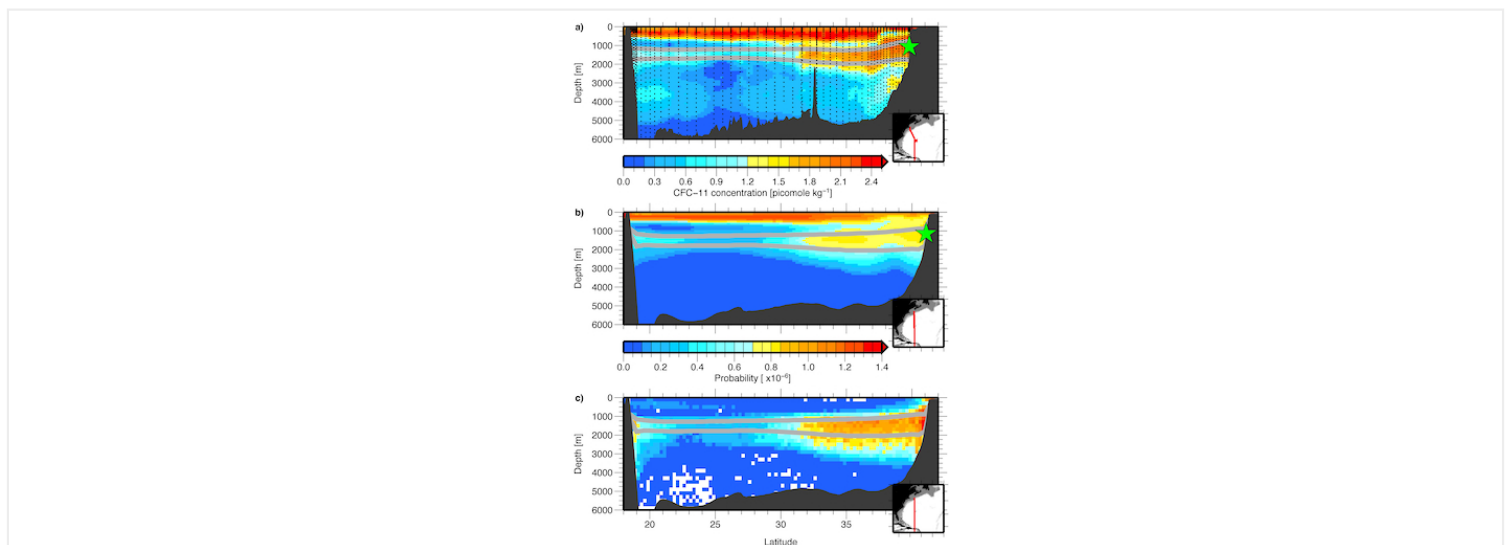 a)
0
1000
2000
3000
4000
5000
6000
Depth [m]
0.0 0.3 0.6 0.9 1.2 1.5 1.8 2.1 2.4
CFC−11 concentration [picomole kg⁻¹]
b)
0
1000
2000
3000
4000
5000
6000
Depth [m]
0.0 0.2 0.4 0.6 0.8 1.0 1.2 1.4
Probability [ x10⁻⁶]
c)
0
1000
2000
3000
4000
5000
6000
Depth [m]
20 25 30 35
Latitude